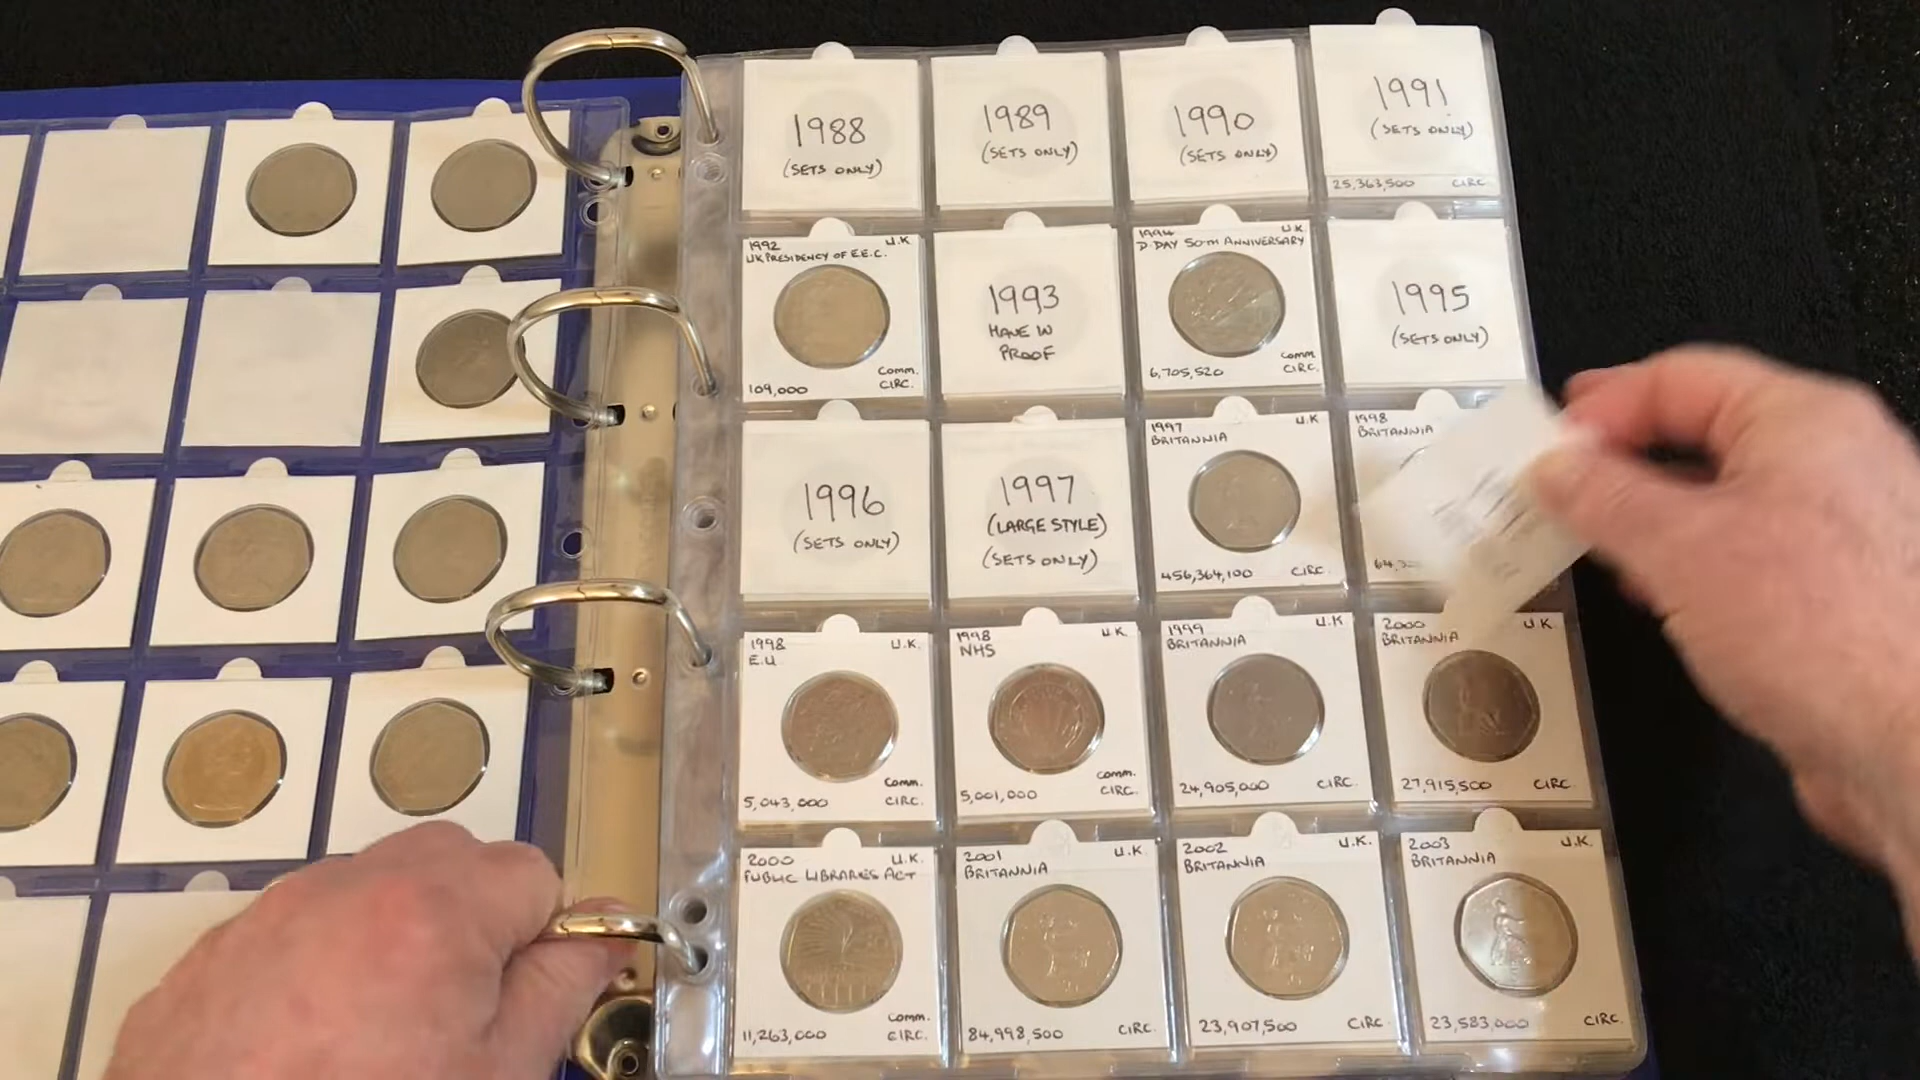 1988
(SETS ONLY)
1989
(SETS ONLY)
1990
(SETS ONLY)
1991
(SETS ONLY)
25,363,500 CIRC
1992 U.K
UK PRESIDENCY OF E.E.C.
109,000
Comm.
CIRC.
1993
HAVE IN
PROOF
1994 U.K
D-DAY 50TH ANNIVERSARY
6,705,520
Comm
CIRC.
1995
(SETS ONLY)
1996
(SETS ONLY)
1997
(LARGE STYLE)
(SETS ONLY)
1997 U.K
BRITANNIA
456,364,100 CIRC.
1998
BRITANNIA
1998 U.K.
E.U.
5,043,000
Comm.
CIRC.
1998 U.K.
NHS
5,001,000
Comm.
CIRC.
1999 U.K.
BRITANNIA
24,905,000 CIRC.
2000 U.K.
BRITANNIA
27,915,500 CIRC.
2000 U.K.
PUBLIC LIBRARIES ACT
11,263,000
Comm.
CIRC.
2001 U.K.
BRITANNIA
84,998,500 CIRC.
2002 U.K.
BRITANNIA
23,907,500 CIRC.
2003 U.K.
BRITANNIA
23,583,000 CIRC.